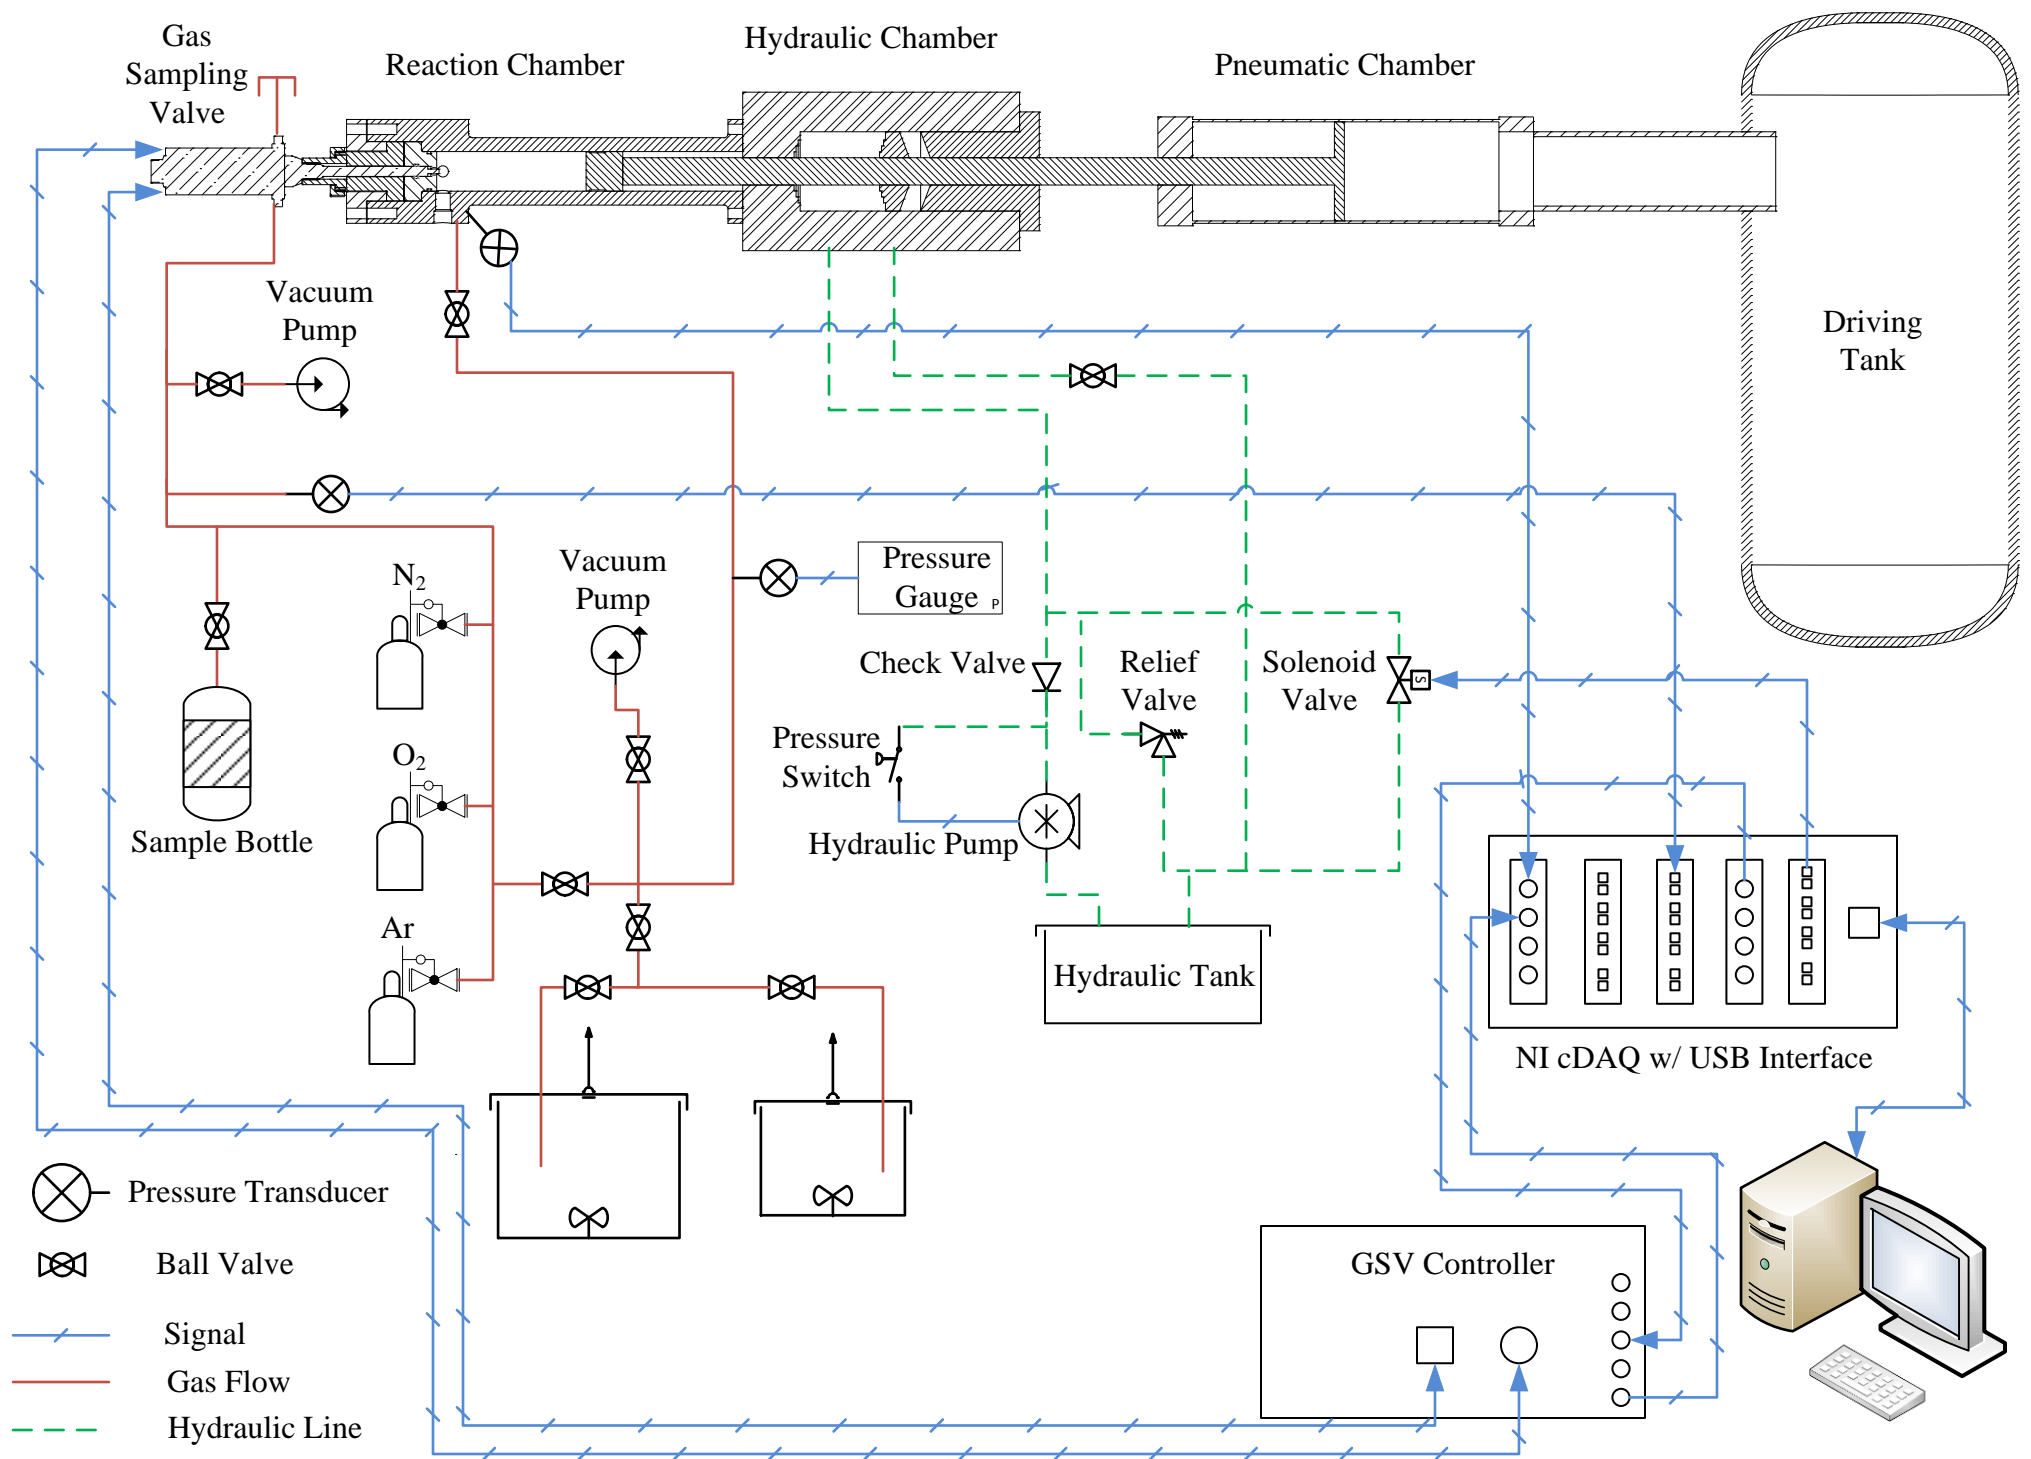 Gas
Sampling
Valve
Reaction Chamber
Hydraulic Chamber
Pneumatic Chamber
Vacuum
Pump
Driving
Tank
N2
Vacuum
Pump
Pressure
Gauge P
Check Valve
Relief
Valve
Solenoid
Valve
S
Pressure
Switch
O2
Sample Bottle
Hydraulic Pump
Ar
Hydraulic Tank
NI cDAQ w/ USB Interface
Pressure Transducer
Ball Valve
GSV Controller
Signal
Gas Flow
Hydraulic Line